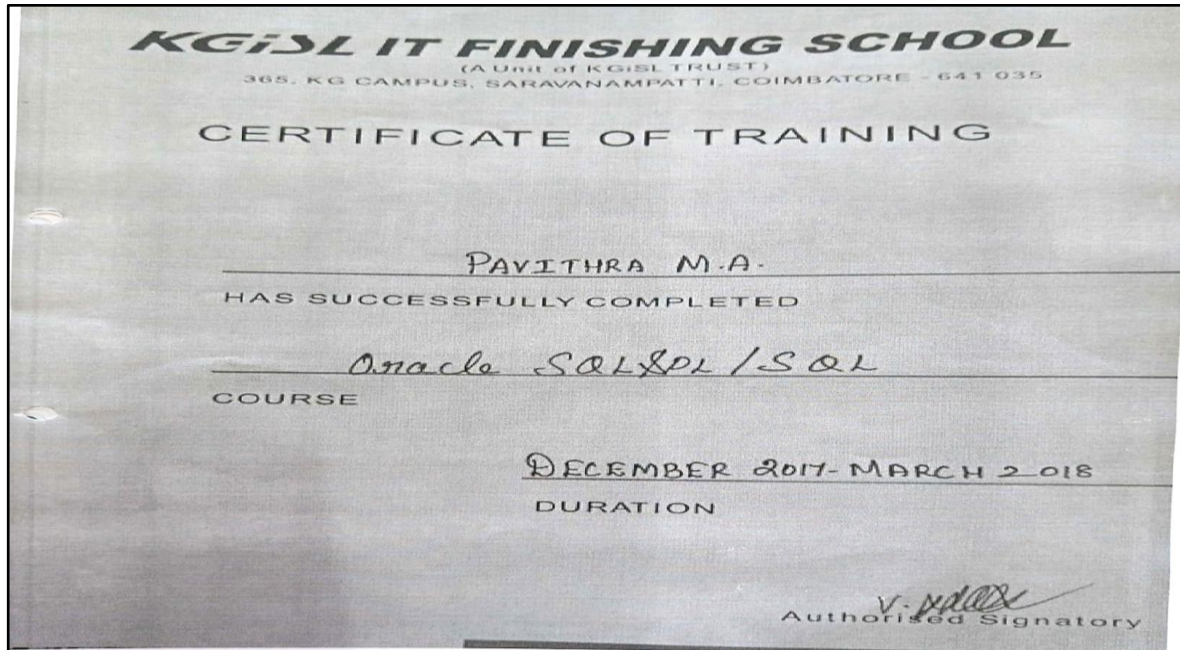 KGiSL IT FINISHING SCHOOL
(A Unit of KGiSL TRUST)
365, KG CAMPUS, SARAVANAMPATTI, COIMBATORE - 641 035
CERTIFICATE OF TRAINING
PAVITHRA M.A.
HAS SUCCESSFULLY COMPLETED
Oracle SQL&PL/SQL
COURSE
DECEMBER 2017-MARCH 2018
DURATION
Authorised Signatory